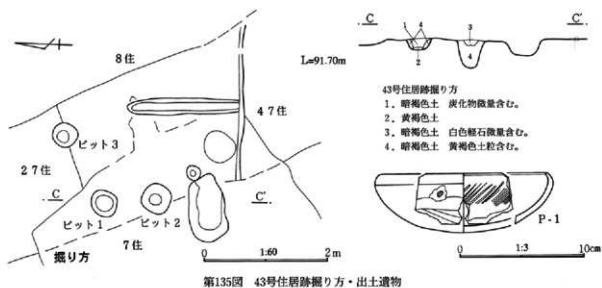 8住
L=91.70m
47住
ピット3
27住
C
C'
ピット1
ピット2
7住
掘り方
0 1:60 2m
C
C'
1 4 3
2 4
43号住居跡掘り方
1. 暗褐色土 炭化物微量含む。
2. 黄褐色土
3. 暗褐色土 白色軽石微量含む。
4. 暗褐色土 黄褐色土粒含む。
P-1
0 1:3 10cm
第135図 43号住居跡掘り方・出土遺物